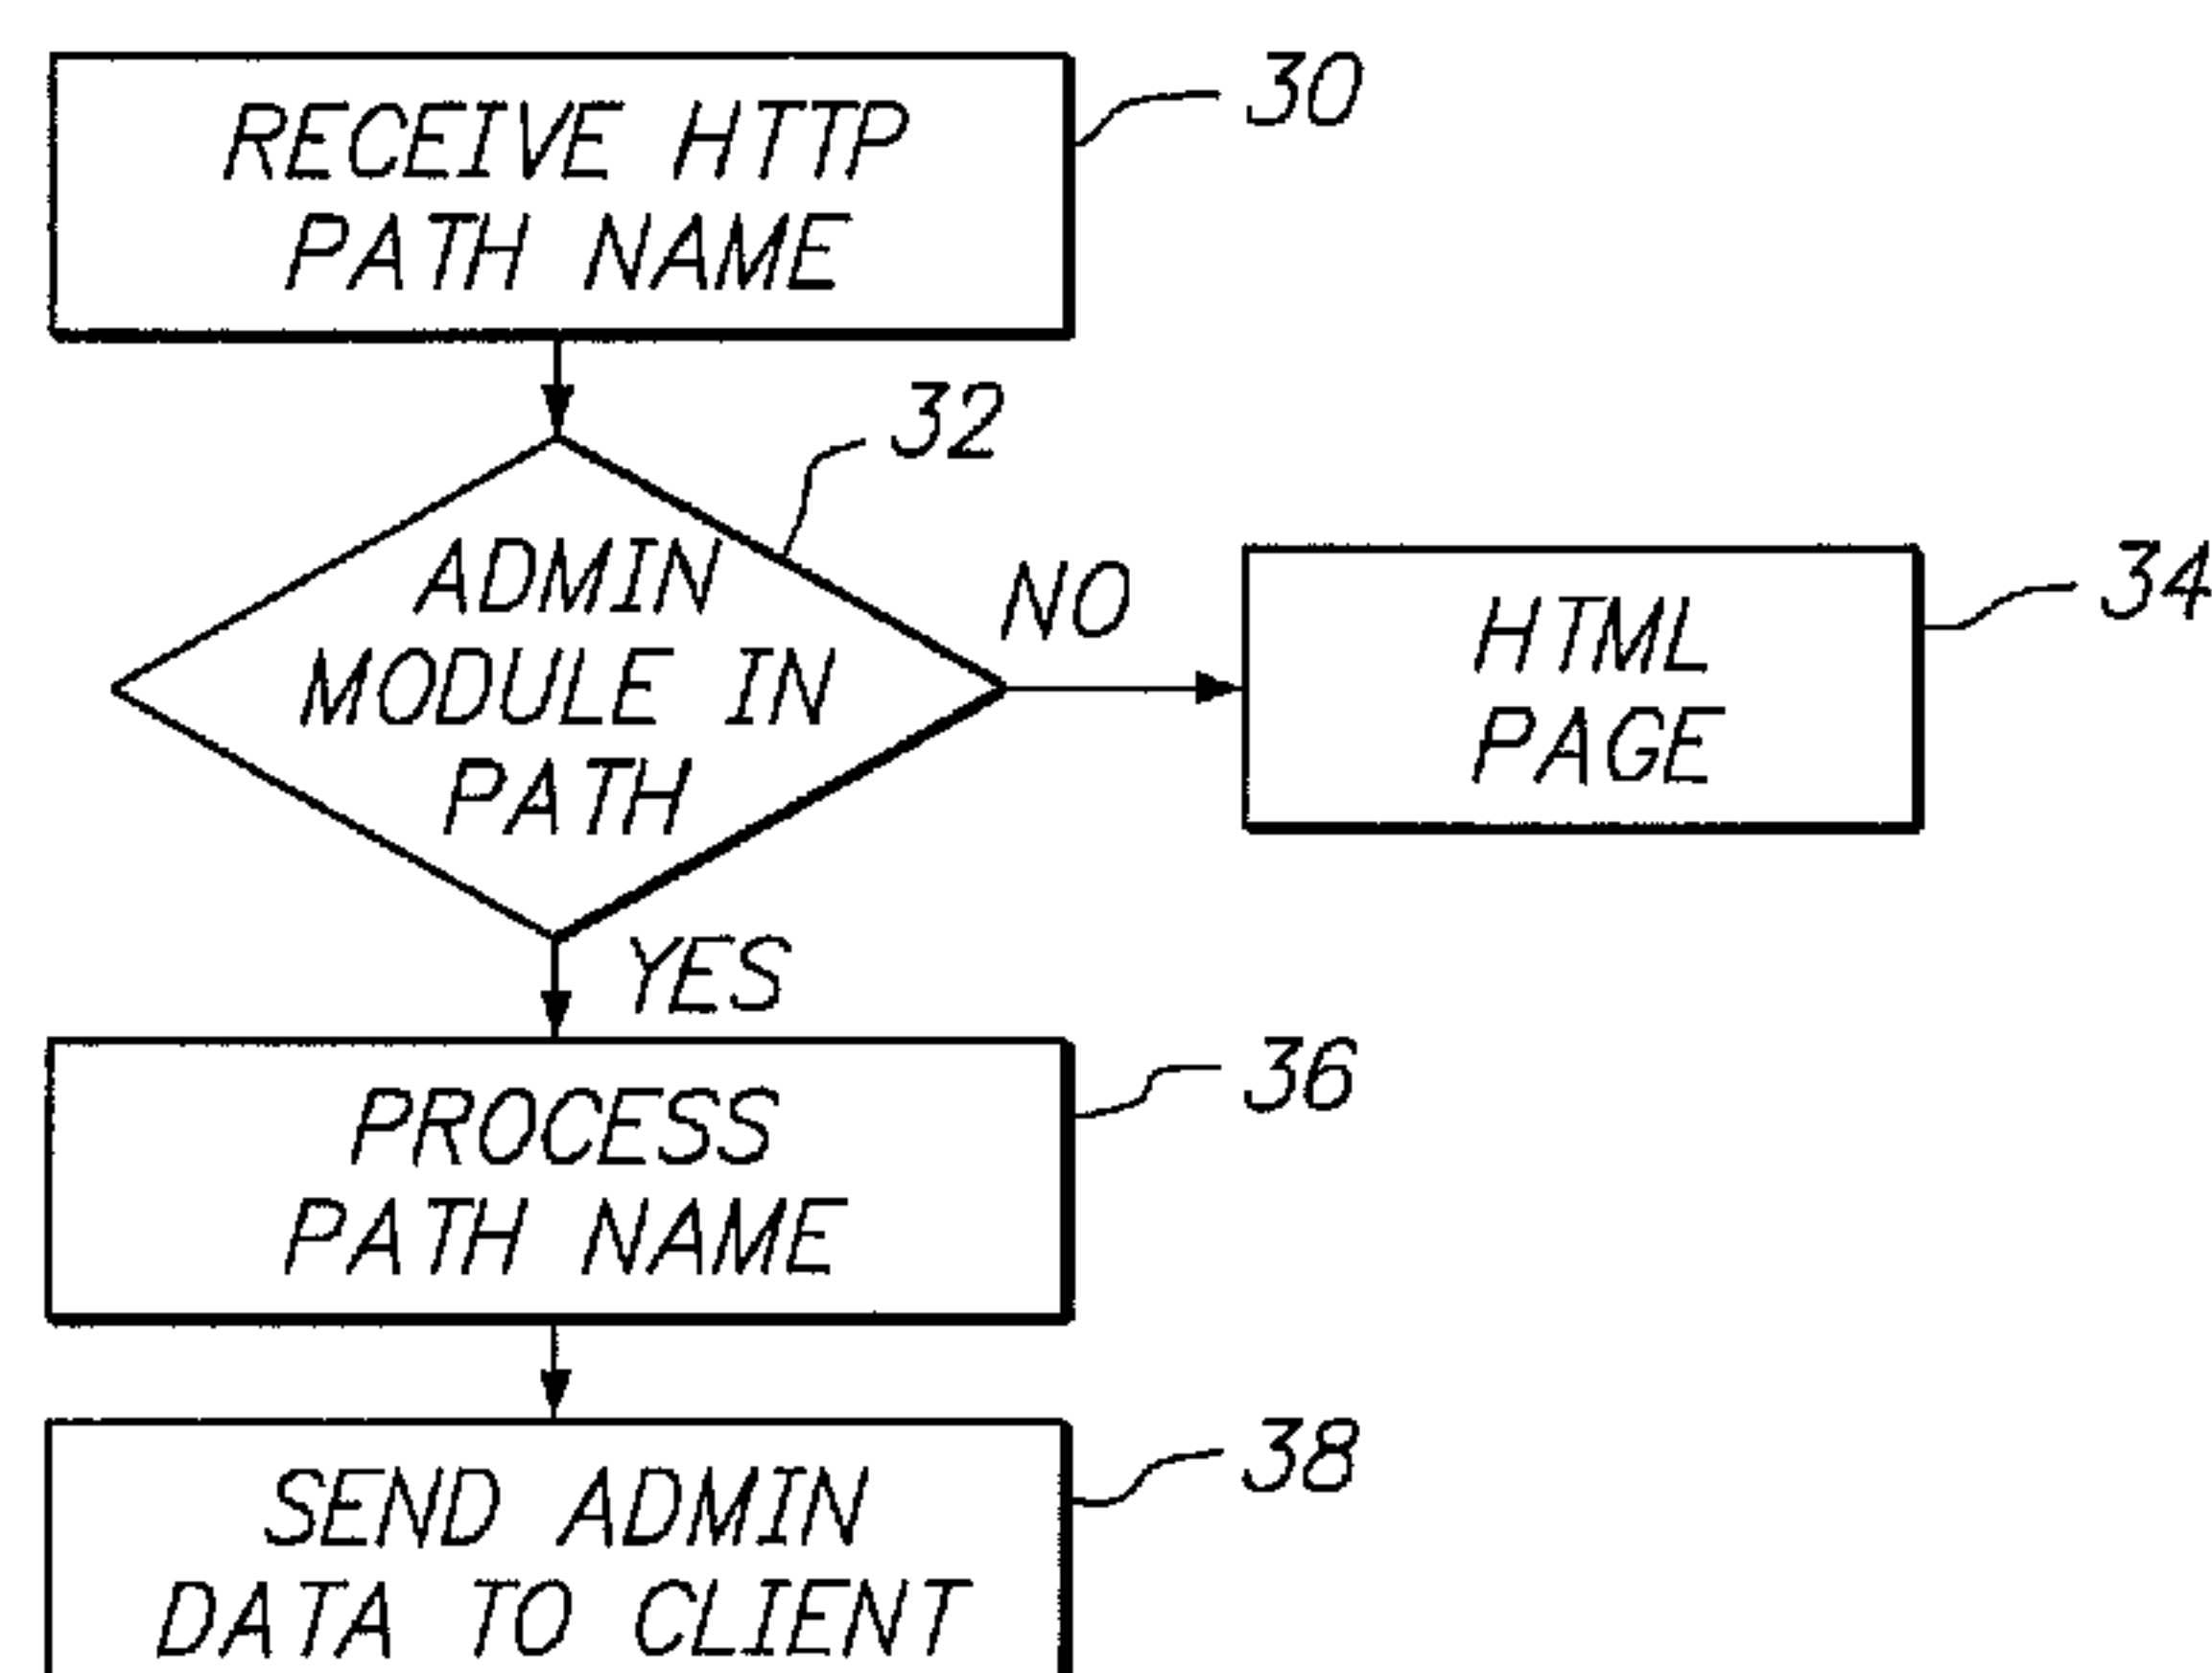 RECEIVE HTTP
PATH NAME
30
32
ADMIN
MODULE IN
PATH
NO
HTML
PAGE
34
YES
PROCESS
PATH NAME
36
SEND ADMIN
DATA TO CLIENT
38